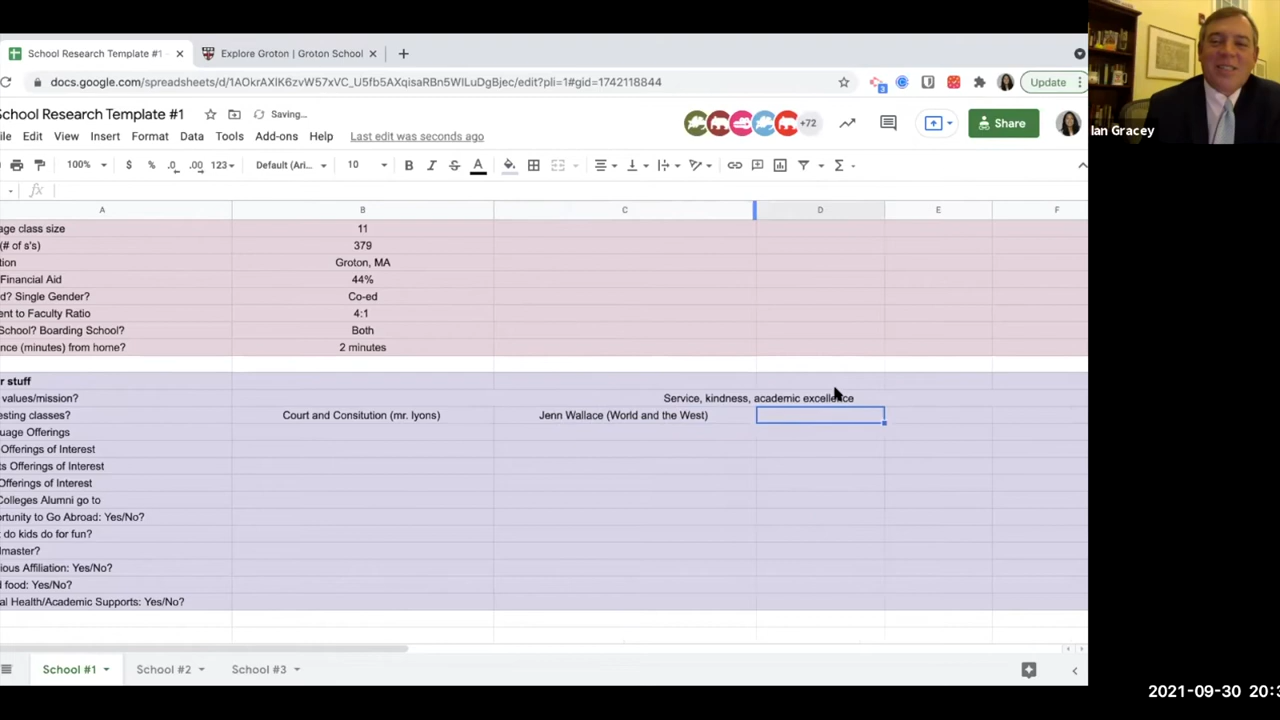 School Research Template #1
Explore Groton | Groton School
docs.google.com/spreadsheets/d/1AOkrAXlK6zvW57xVC_U5fb5AXqisaRBn5WlLuDgBjec/edit?pli=1#gid=1742118844
3
Update
Ian Gracey
School Research Template #1
Saving...
ile Edit View Insert Format Data Tools Add-ons Help Last edit was seconds ago
+72
Share
100% $ % .0 .00 123 Default (Ari... 10 B I S A
fx
A B C D E F
age class size 11
(# of s's) 379
tion Groton, MA
Financial Aid 44%
d? Single Gender? Co-ed
ent to Faculty Ratio 4:1
School? Boarding School? Both
nce (minutes) from home? 2 minutes
r stuff
values/mission? Service, kindness, academic excellence
esting classes? Court and Consitution (mr. lyons) Jenn Wallace (World and the West)
uage Offerings
Offerings of Interest
ts Offerings of Interest
Offerings of Interest
Colleges Alumni go to
ortunity to Go Abroad: Yes/No?
t do kids do for fun?
dmaster?
ious Affiliation: Yes/No?
d food: Yes/No?
al Health/Academic Supports: Yes/No?
School #1 School #2 School #3
2021-09-30 20:3